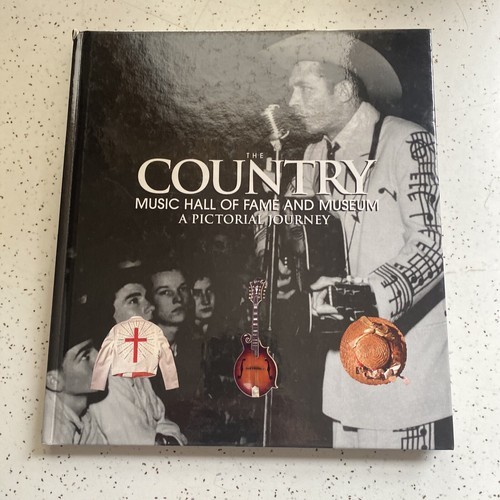 THE
COUNTRY
MUSIC HALL OF FAME AND MUSEUM
A PICTORIAL JOURNEY